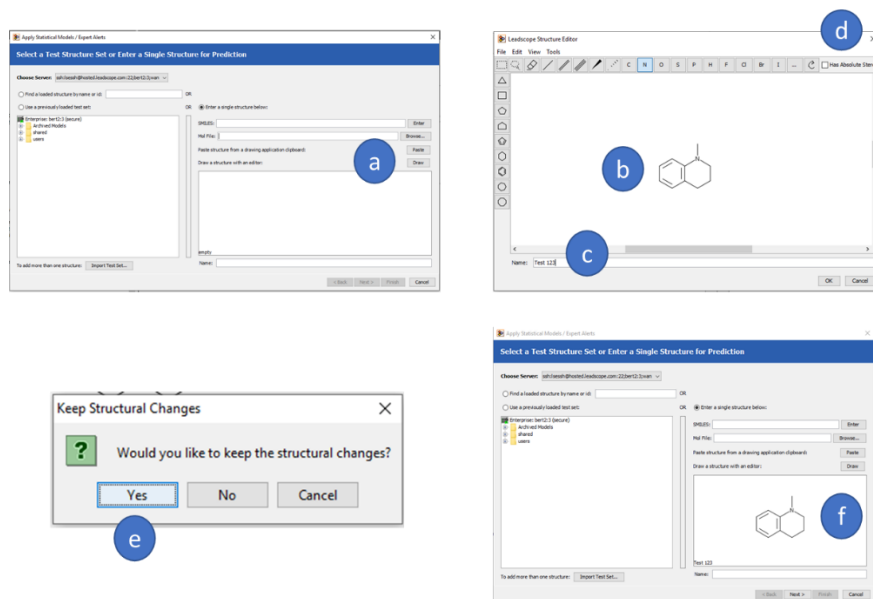 Apply Statistical Models / Expert Alerts
Select a Test Structure Set or Enter a Single Structure for Prediction
Choose Server:
Find a loaded structure by name or id: OR
Use a previously loaded test set: OR Enter a single structure below:
Enterprise: bert2:3 (secure)
Archived Models
shared
users
SMILES: Enter
Mol File: Browse...
Paste structure from a drawing application clipboard: Paste
Draw a structure with an editor: Draw
a
empty
To add more than one structure: Import Test Set... Name:
< Back Next > Finish Cancel
d
Leadscope Structure Editor
File Edit View Tools
C N O S P H F Cl Br I ... Has Absolute Ster
N
b
c
Name: Test 123
OK Cancel
Keep Structural Changes
? Would you like to keep the structural changes?
Yes No Cancel
e
Apply Statistical Models / Expert Alerts
Select a Test Structure Set or Enter a Single Structure for Prediction
Choose Server:
Find a loaded structure by name or id: OR
Use a previously loaded test set: OR Enter a single structure below:
Enterprise: bert2:3 (secure)
Archived Models
shared
users
SMILES: Enter
Mol File: Browse...
Paste structure from a drawing application clipboard: Paste
Draw a structure with an editor: Draw
N
f
Test 123
To add more than one structure: Import Test Set... Name:
< Back Next > Finish Cancel